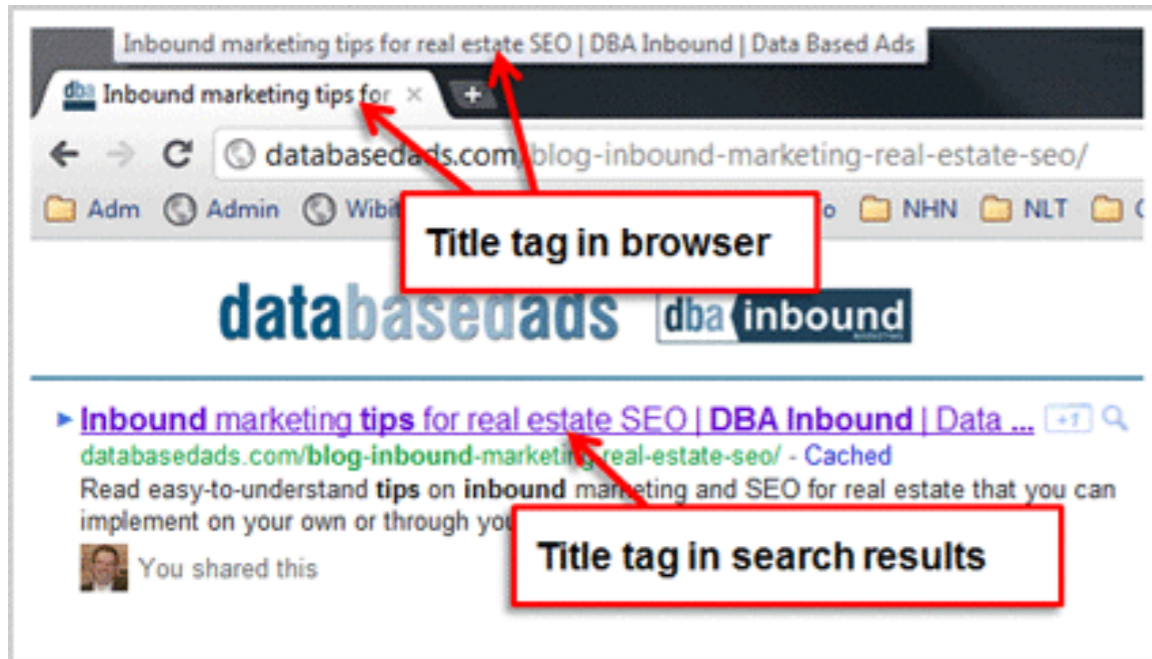 Inbound marketing tips for real estate SEO | DBA Inbound | Data Based Ads
dba Inbound marketing tips for
databasedads.com/blog-inbound-marketing-real-estate-seo/
Adm Admin NHN NLT
Title tag in browser
databasedads dba inbound
Inbound marketing tips for real estate SEO | DBA Inbound | Data ... +1
databasedads.com/blog-inbound-marketing-real-estate-seo/ - Cached
Read easy-to-understand tips on inbound marketing and SEO for real estate that you can
implement on your own or through
Title tag in search results
You shared this